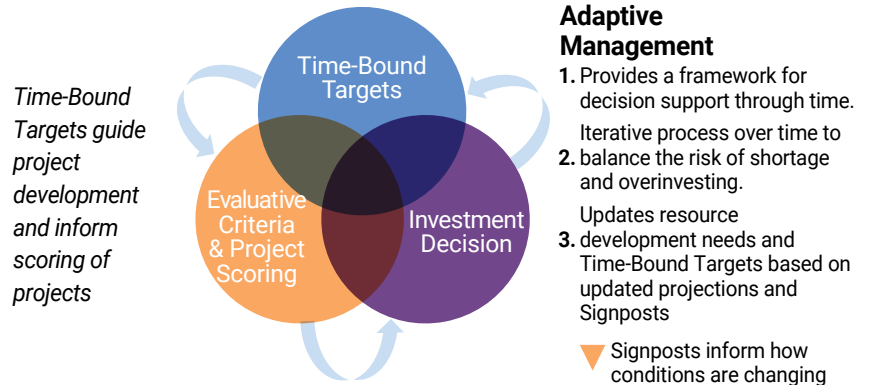 Time-Bound
Targets guide
project
development
and inform
scoring of
projects
Time-Bound
Targets
Evaluative
Criteria
& Project
Scoring
Investment
Decision
Adaptive
Management
1. Provides a framework for
decision support through time.
Iterative process over time to
2. balance the risk of shortage
and overinvesting.
Updates resource
3. development needs and
Time-Bound Targets based on
updated projections and
Signposts
Signposts inform how
conditions are changing